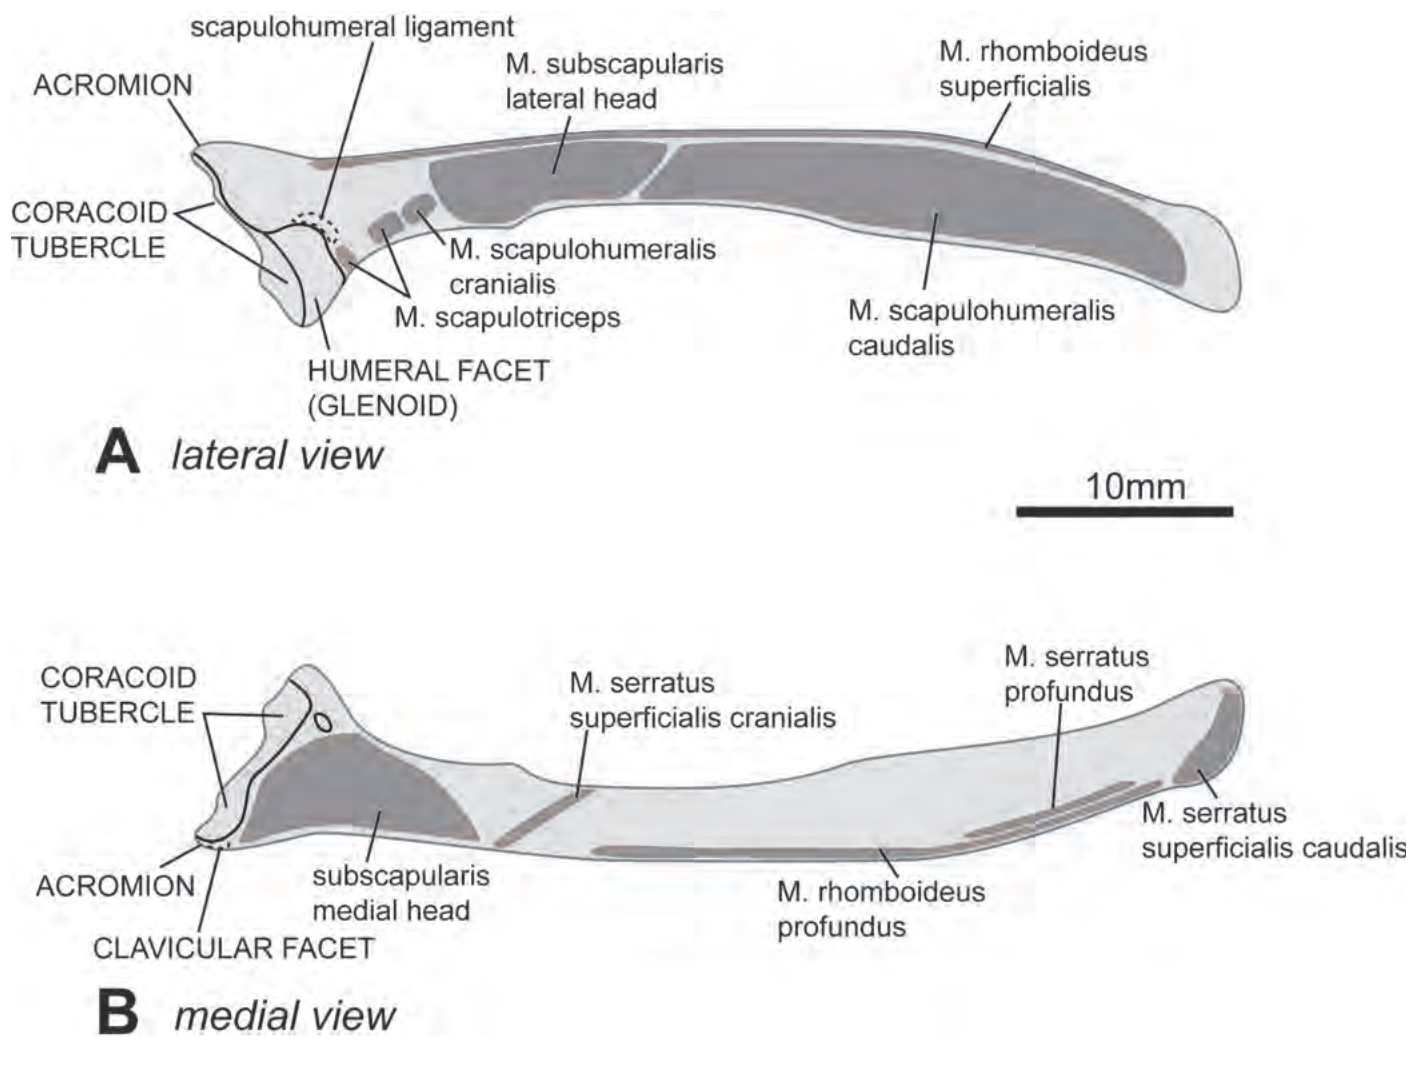 scapulohumeral ligament
ACROMION
M. subscapularis
lateral head
M. rhomboideus
superficialis
CORACOID
TUBERCLE
M. scapulohumeralis
cranialis
M. scapulotriceps
M. scapulohumeralis
caudalis
HUMERAL FACET
(GLENOID)
A lateral view
10mm
CORACOID
TUBERCLE
M. serratus
superficialis cranialis
M. serratus
profundus
M. serratus
superficialis caudalis
ACROMION
subscapularis
medial head
M. rhomboideus
profundus
CLAVICULAR FACET
B medial view